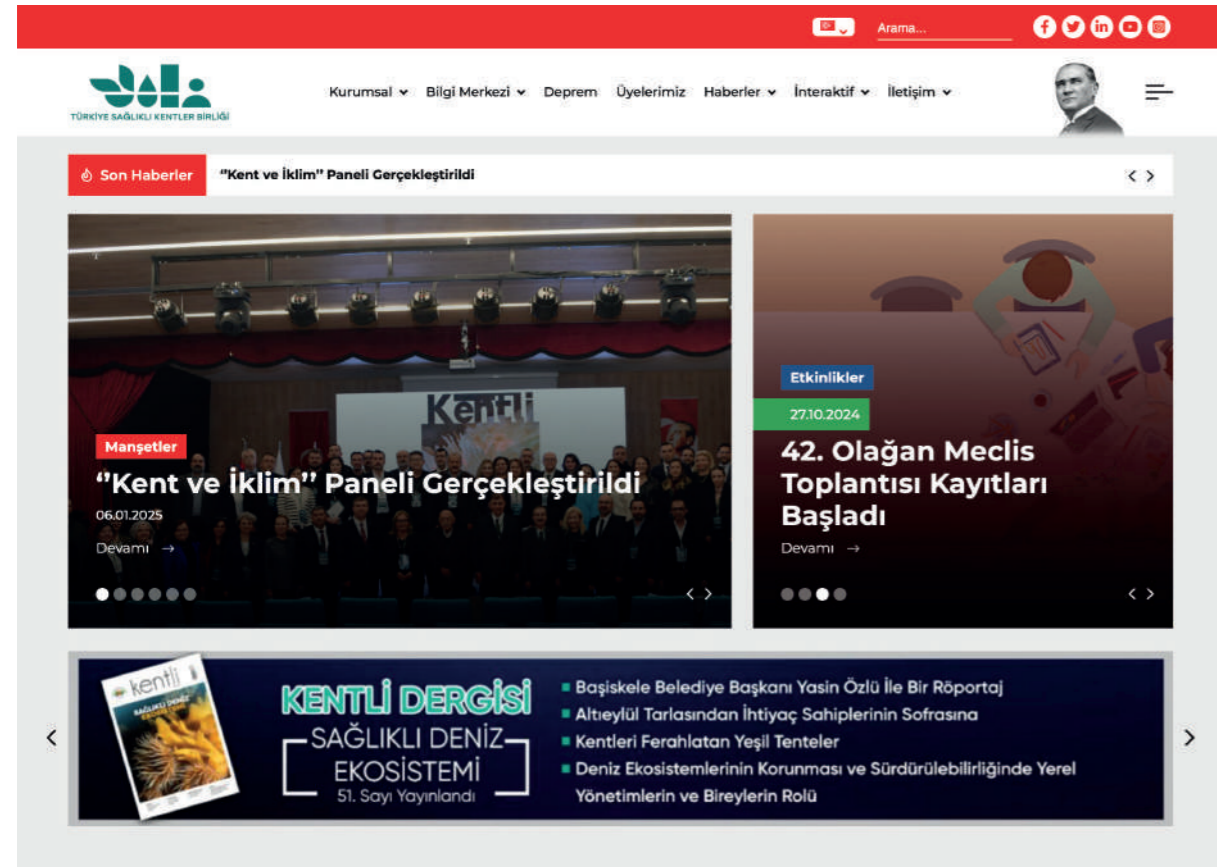 Arama...
TÜRKİYE SAĞLIKLI KENTLER BİRLİĞİ
Kurumsal Bilgi Merkezi Deprem Üyelerimiz Haberler İnteraktif İletişim
Son Haberler
‘’Kent ve İklim’’ Paneli Gerçekleştirildi
Kentli
Manşetler
‘’Kent ve İklim’’ Paneli Gerçekleştirildi
06.01.2025
Devamı →
Etkinlikler
27.10.2024
42. Olağan Meclis
Toplantısı Kayıtları
Başladı
Devamı →
kentli
SAĞLIKLI DENİZ
EKOSİSTEMİ
KENTLİ DERGİSİ
SAĞLIKLI DENİZ
EKOSİSTEMİ
51. Sayı Yayınlandı
Başiskele Belediye Başkanı Yasin Özlü İle Bir Röportaj
Altıeylül Tarlasından İhtiyaç Sahiplerinin Sofrasına
Kentleri Ferahlatan Yeşil Tenteler
Deniz Ekosistemlerinin Korunması ve Sürdürülebilirliğinde Yerel
Yönetimlerin ve Bireylerin Rolü